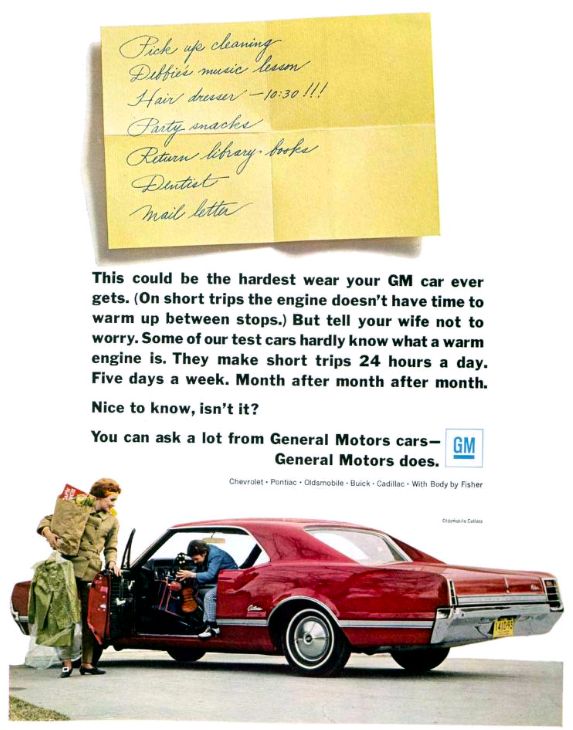 Pick up cleaning
Debbie's music lesson
Hair dresser - 10:30 !!!
Party snacks
Return library books
Dentist
Mail letter
This could be the hardest wear your GM car ever
gets. (On short trips the engine doesn't have time to
warm up between stops.) But tell your wife not to
worry. Some of our test cars hardly know what a warm
engine is. They make short trips 24 hours a day.
Five days a week. Month after month after month.
Nice to know, isn't it?
You can ask a lot from General Motors cars—
General Motors does.
GM
Chevrolet • Pontiac • Oldsmobile • Buick • Cadillac • With Body by Fisher
Oldsmobile Cutlass
Cutlass